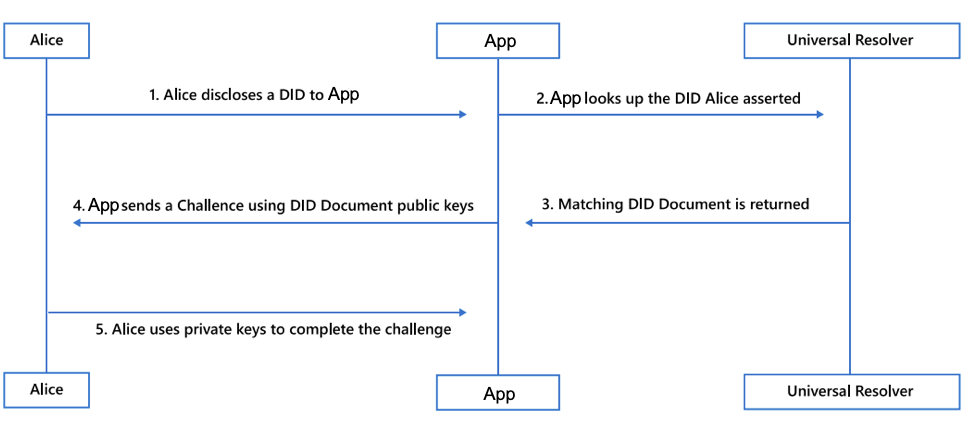 Alice
App
Universal Resolver
1. Alice discloses a DID to App
2. App looks up the DID Alice asserted
4. App sends a Challence using DID Document public keys
3. Matching DID Document is returned
5. Alice uses private keys to complete the challenge
Alice
App
Universal Resolver